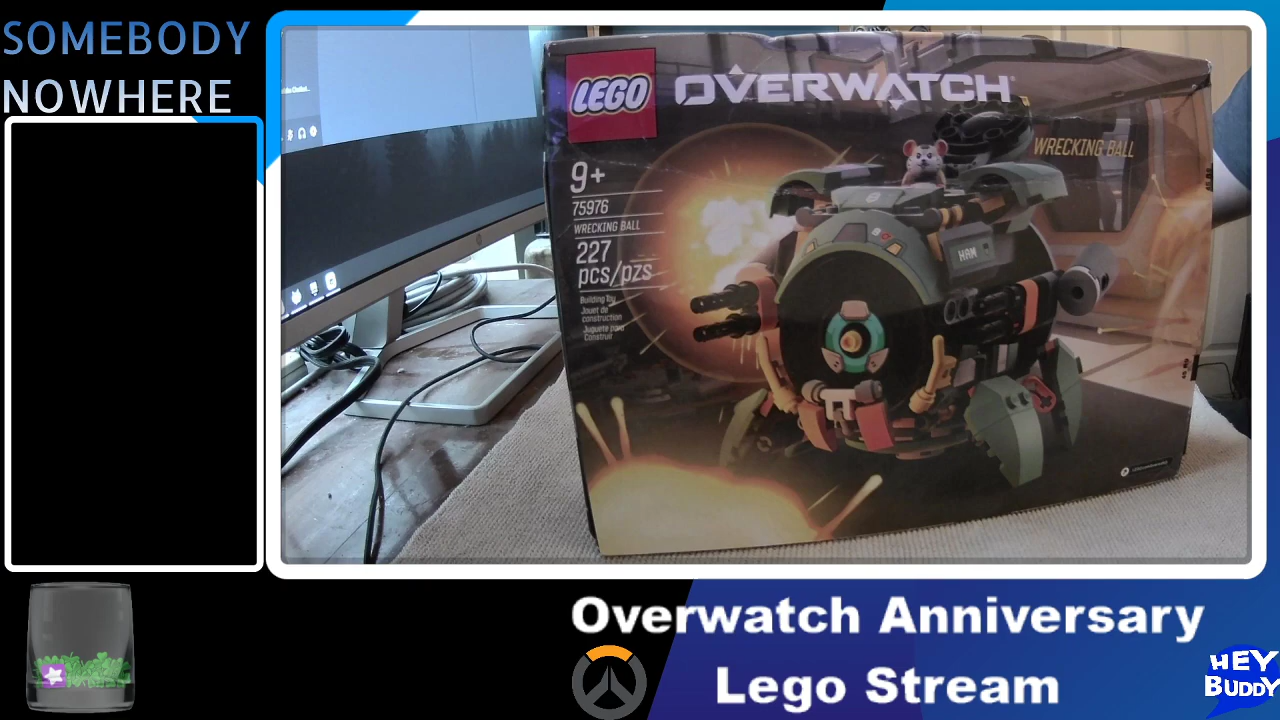 SOMEBODY
NOWHERE
LEGO
OVERWATCH
WRECKING BALL
9+
75976
WRECKING BALL
227
pcs/pzs
Building Toy
Jouet de
construction
Juguete para
Construir
HAM
Overwatch Anniversary
Lego Stream
HEY
BUDDY